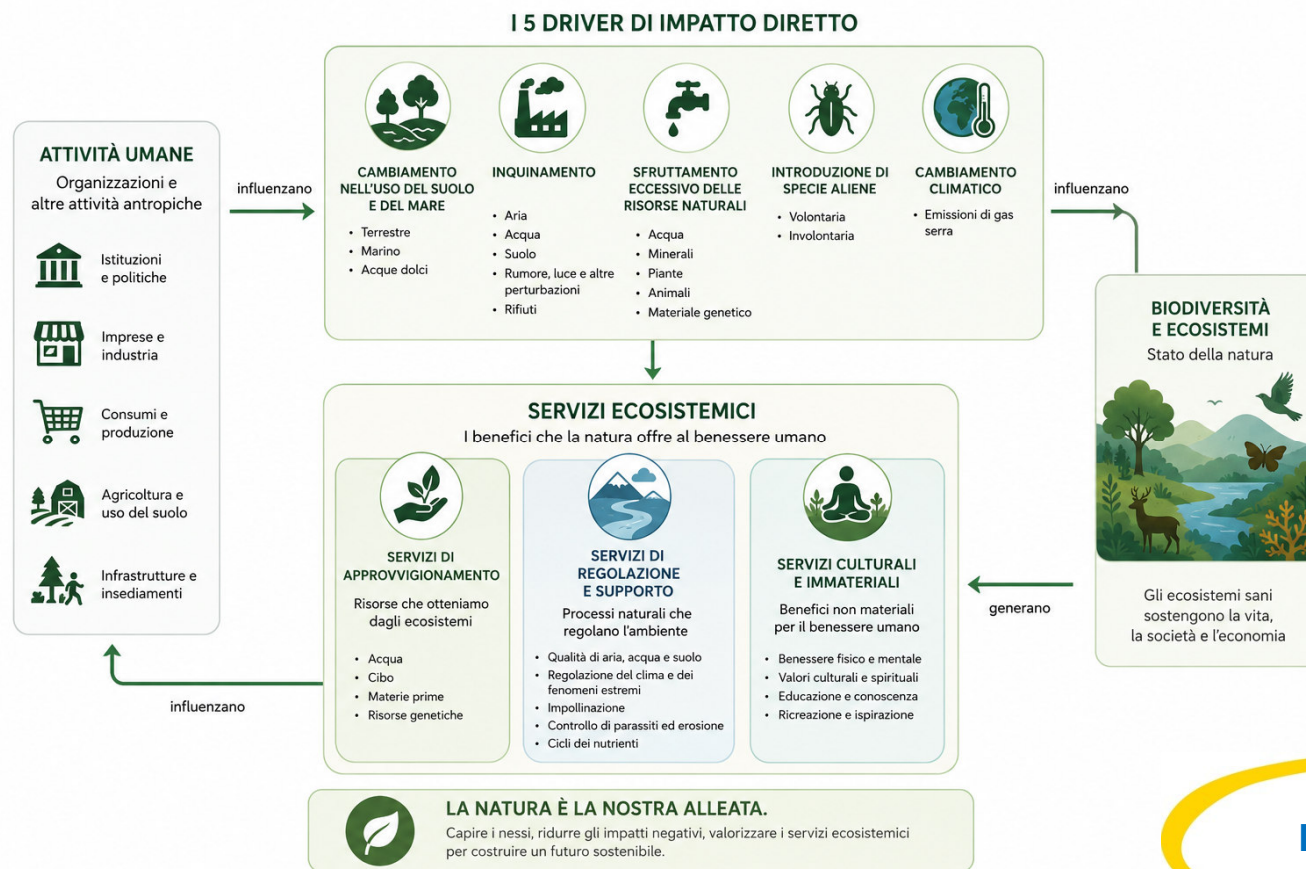 I 5 DRIVER DI IMPATTO DIRETTO
ATTIVITÀ UMANE
Organizzazioni e
altre attività antropiche
Istituzioni
e politiche
Imprese e
industria
Consumi e
produzione
Agricoltura e
uso del suolo
Infrastrutture e
insediamenti
influenzano
CAMBIAMENTO
NELL'USO DEL SUOLO
E DEL MARE
• Terrestre
• Marino
• Acque dolci
INQUINAMENTO
• Aria
• Acqua
• Suolo
• Rumore, luce e altre
perturbazioni
• Rifiuti
SFRUTTAMENTO
ECCESSIVO DELLE
RISORSE NATURALI
• Acqua
• Minerali
• Piante
• Animali
• Materiale genetico
INTRODUZIONE DI
SPECIE ALIENE
• Volontaria
• Involontaria
CAMBIAMENTO
CLIMATICO
• Emissioni di gas
serra
influenzano
BIODIVERSITÀ
E ECOSISTEMI
Stato della natura
Gli ecosistemi sani
sostengono la vita,
la società e l'economia
generano
SERVIZI ECOSISTEMICI
I benefici che la natura offre al benessere umano
SERVIZI DI
APPROVVIGIONAMENTO
Risorse che otteniamo
dagli ecosistemi
• Acqua
• Cibo
• Materie prime
• Risorse genetiche
SERVIZI DI
REGOLAZIONE
E SUPPORTO
Processi naturali che
regolano l'ambiente
• Qualità di aria, acqua e suolo
• Regolazione del clima e dei
fenomeni estremi
• Impollinazione
• Controllo di parassiti ed erosione
• Cicli dei nutrienti
SERVIZI CULTURALI
E IMMATERIALI
Benefici non materiali
per il benessere umano
• Benessere fisico e mentale
• Valori culturali e spirituali
• Educazione e conoscenza
• Ricreazione e ispirazione
influenzano
LA NATURA È LA NOSTRA ALLEATA.
Capire i nessi, ridurre gli impatti negativi, valorizzare i servizi ecosistemici
per costruire un futuro sostenibile.